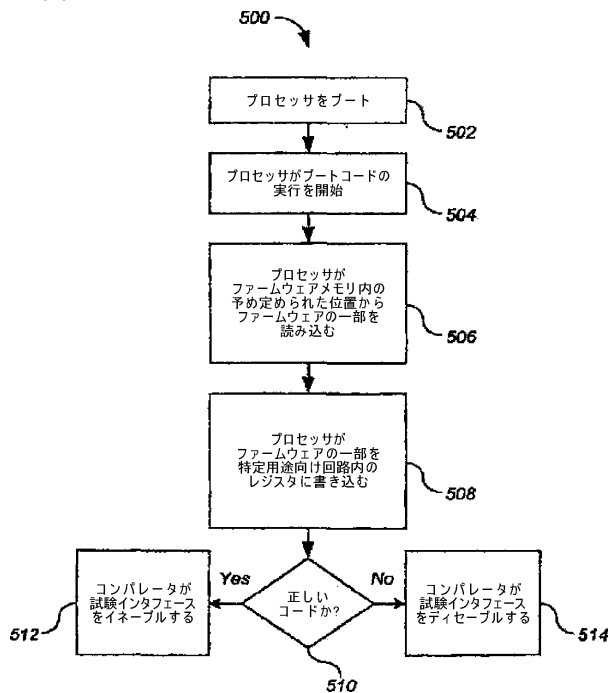 500
プロセッサをブート
502
プロセッサがブートコードの
実行を開始
504
プロセッサが
ファームウェアメモリ内の
予め定められた位置から
ファームウェアの一部を
読み込む
506
プロセッサが
ファームウェアの一部を
特定用途向け回路内の
レジスタに書き込む
508
Yes
No
コンパレータが
試験インタフェース
をイネーブルする
512
正しい
コードか?
510
コンパレータが
試験インタフェース
をディセーブルする
514